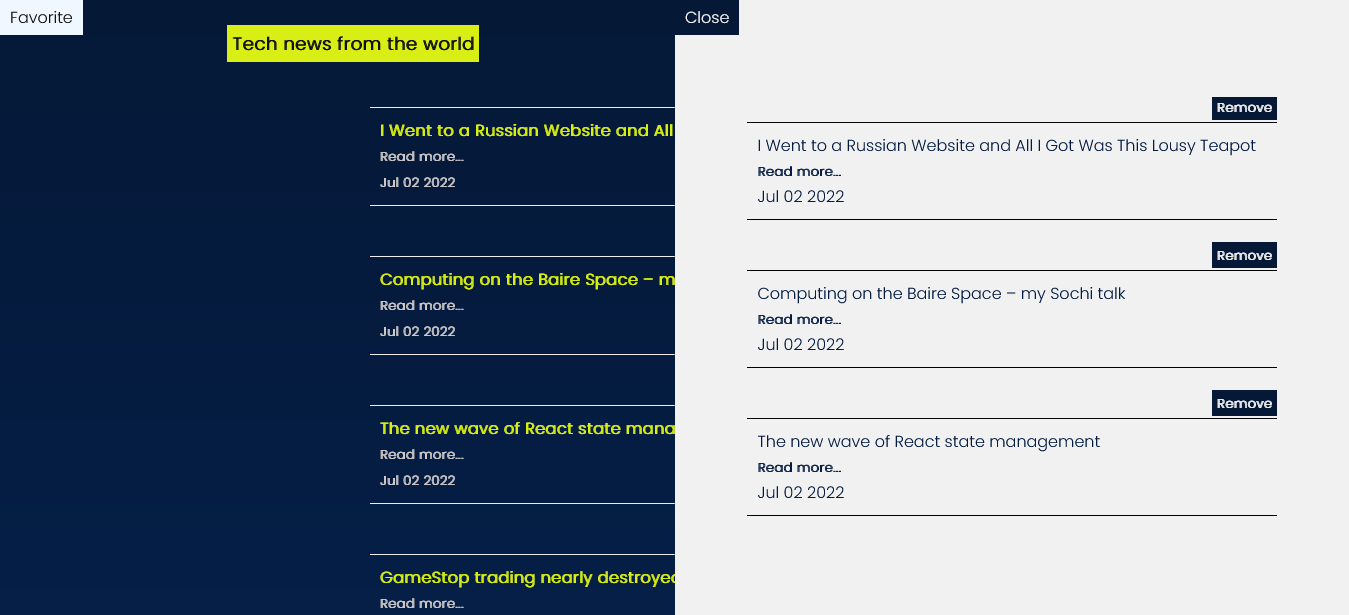 Favorite
Tech news from the world
I Went to a Russian Website and All
Read more...
Jul 02 2022
Computing on the Baire Space – m
Read more...
Jul 02 2022
The new wave of React state mana
Read more...
Jul 02 2022
GameStop trading nearly destroyed
Read more...
Close
Remove
I Went to a Russian Website and All I Got Was This Lousy Teapot
Read more...
Jul 02 2022
Remove
Computing on the Baire Space – my Sochi talk
Read more...
Jul 02 2022
Remove
The new wave of React state management
Read more...
Jul 02 2022